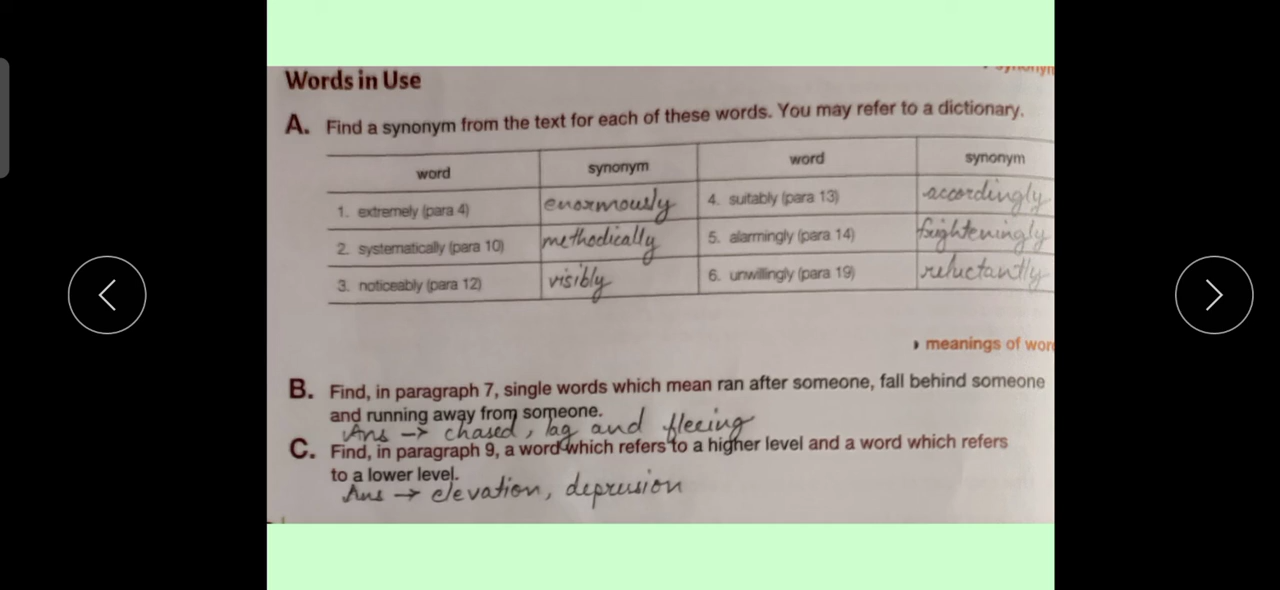 synonym
Words in Use
A. Find a synonym from the text for each of these words. You may refer to a dictionary.
word synonym word synonym
1. extremely (para 4) enormously 4. suitably (para 13) accordingly
2. systematically (para 10) methodically 5. alarmingly (para 14) frighteningly
3. noticeably (para 12) visibly 6. unwillingly (para 19) reluctantly
meanings of wor
B. Find, in paragraph 7, single words which mean ran after someone, fall behind someone
and running away from someone.
Ans → chased, lag and fleeing
C. Find, in paragraph 9, a word which refers to a higher level and a word which refers
to a lower level.
Ans → elevation, depression